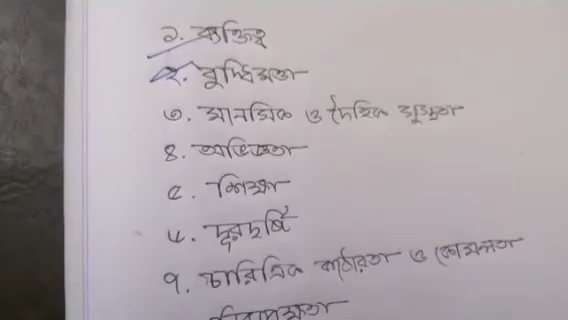 ১. ব্যক্তিত্ব
২. বুদ্ধিমত্তা
৩. মানসিক ও দৈহিক সুস্থতা
৪. অভিজ্ঞতা
৫. শিক্ষা
৬. দূরদৃষ্টি
৭. চারিত্রিক কঠোরতা ও কোমলতা